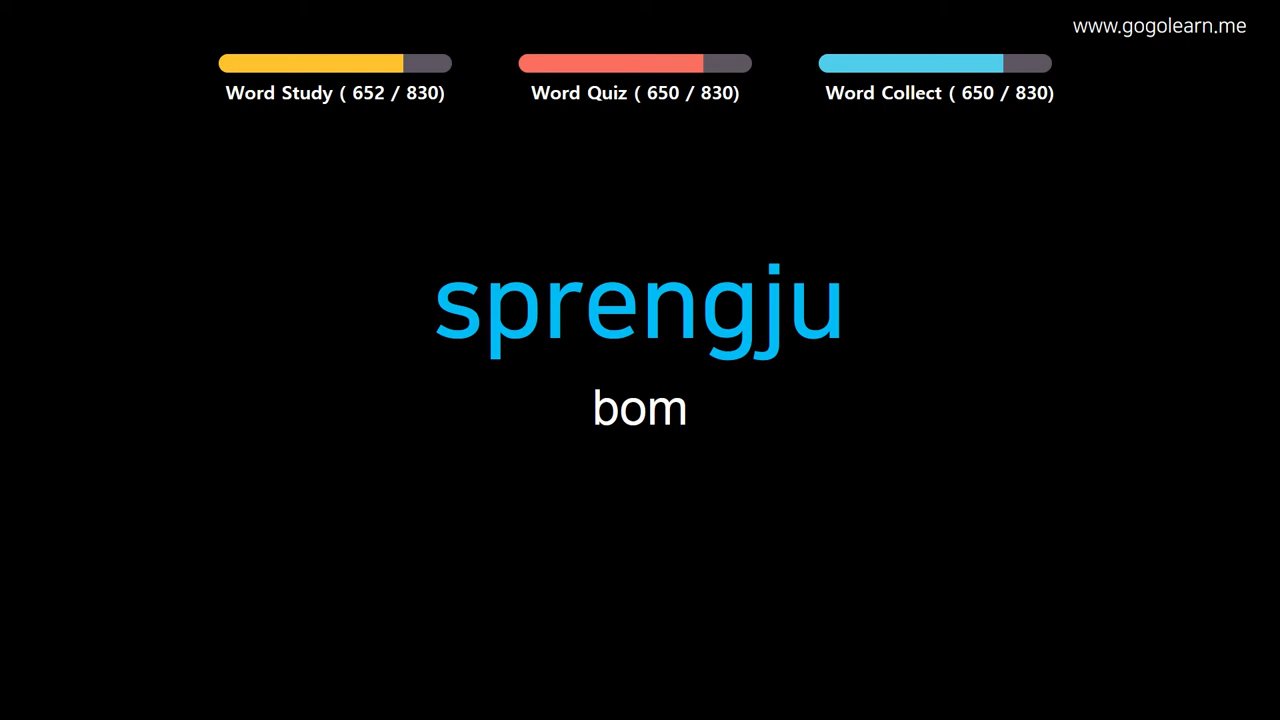 www.gogolearn.me
Word Study ( 652 / 830)
Word Quiz ( 650 / 830)
Word Collect ( 650 / 830)
sprengju
bom